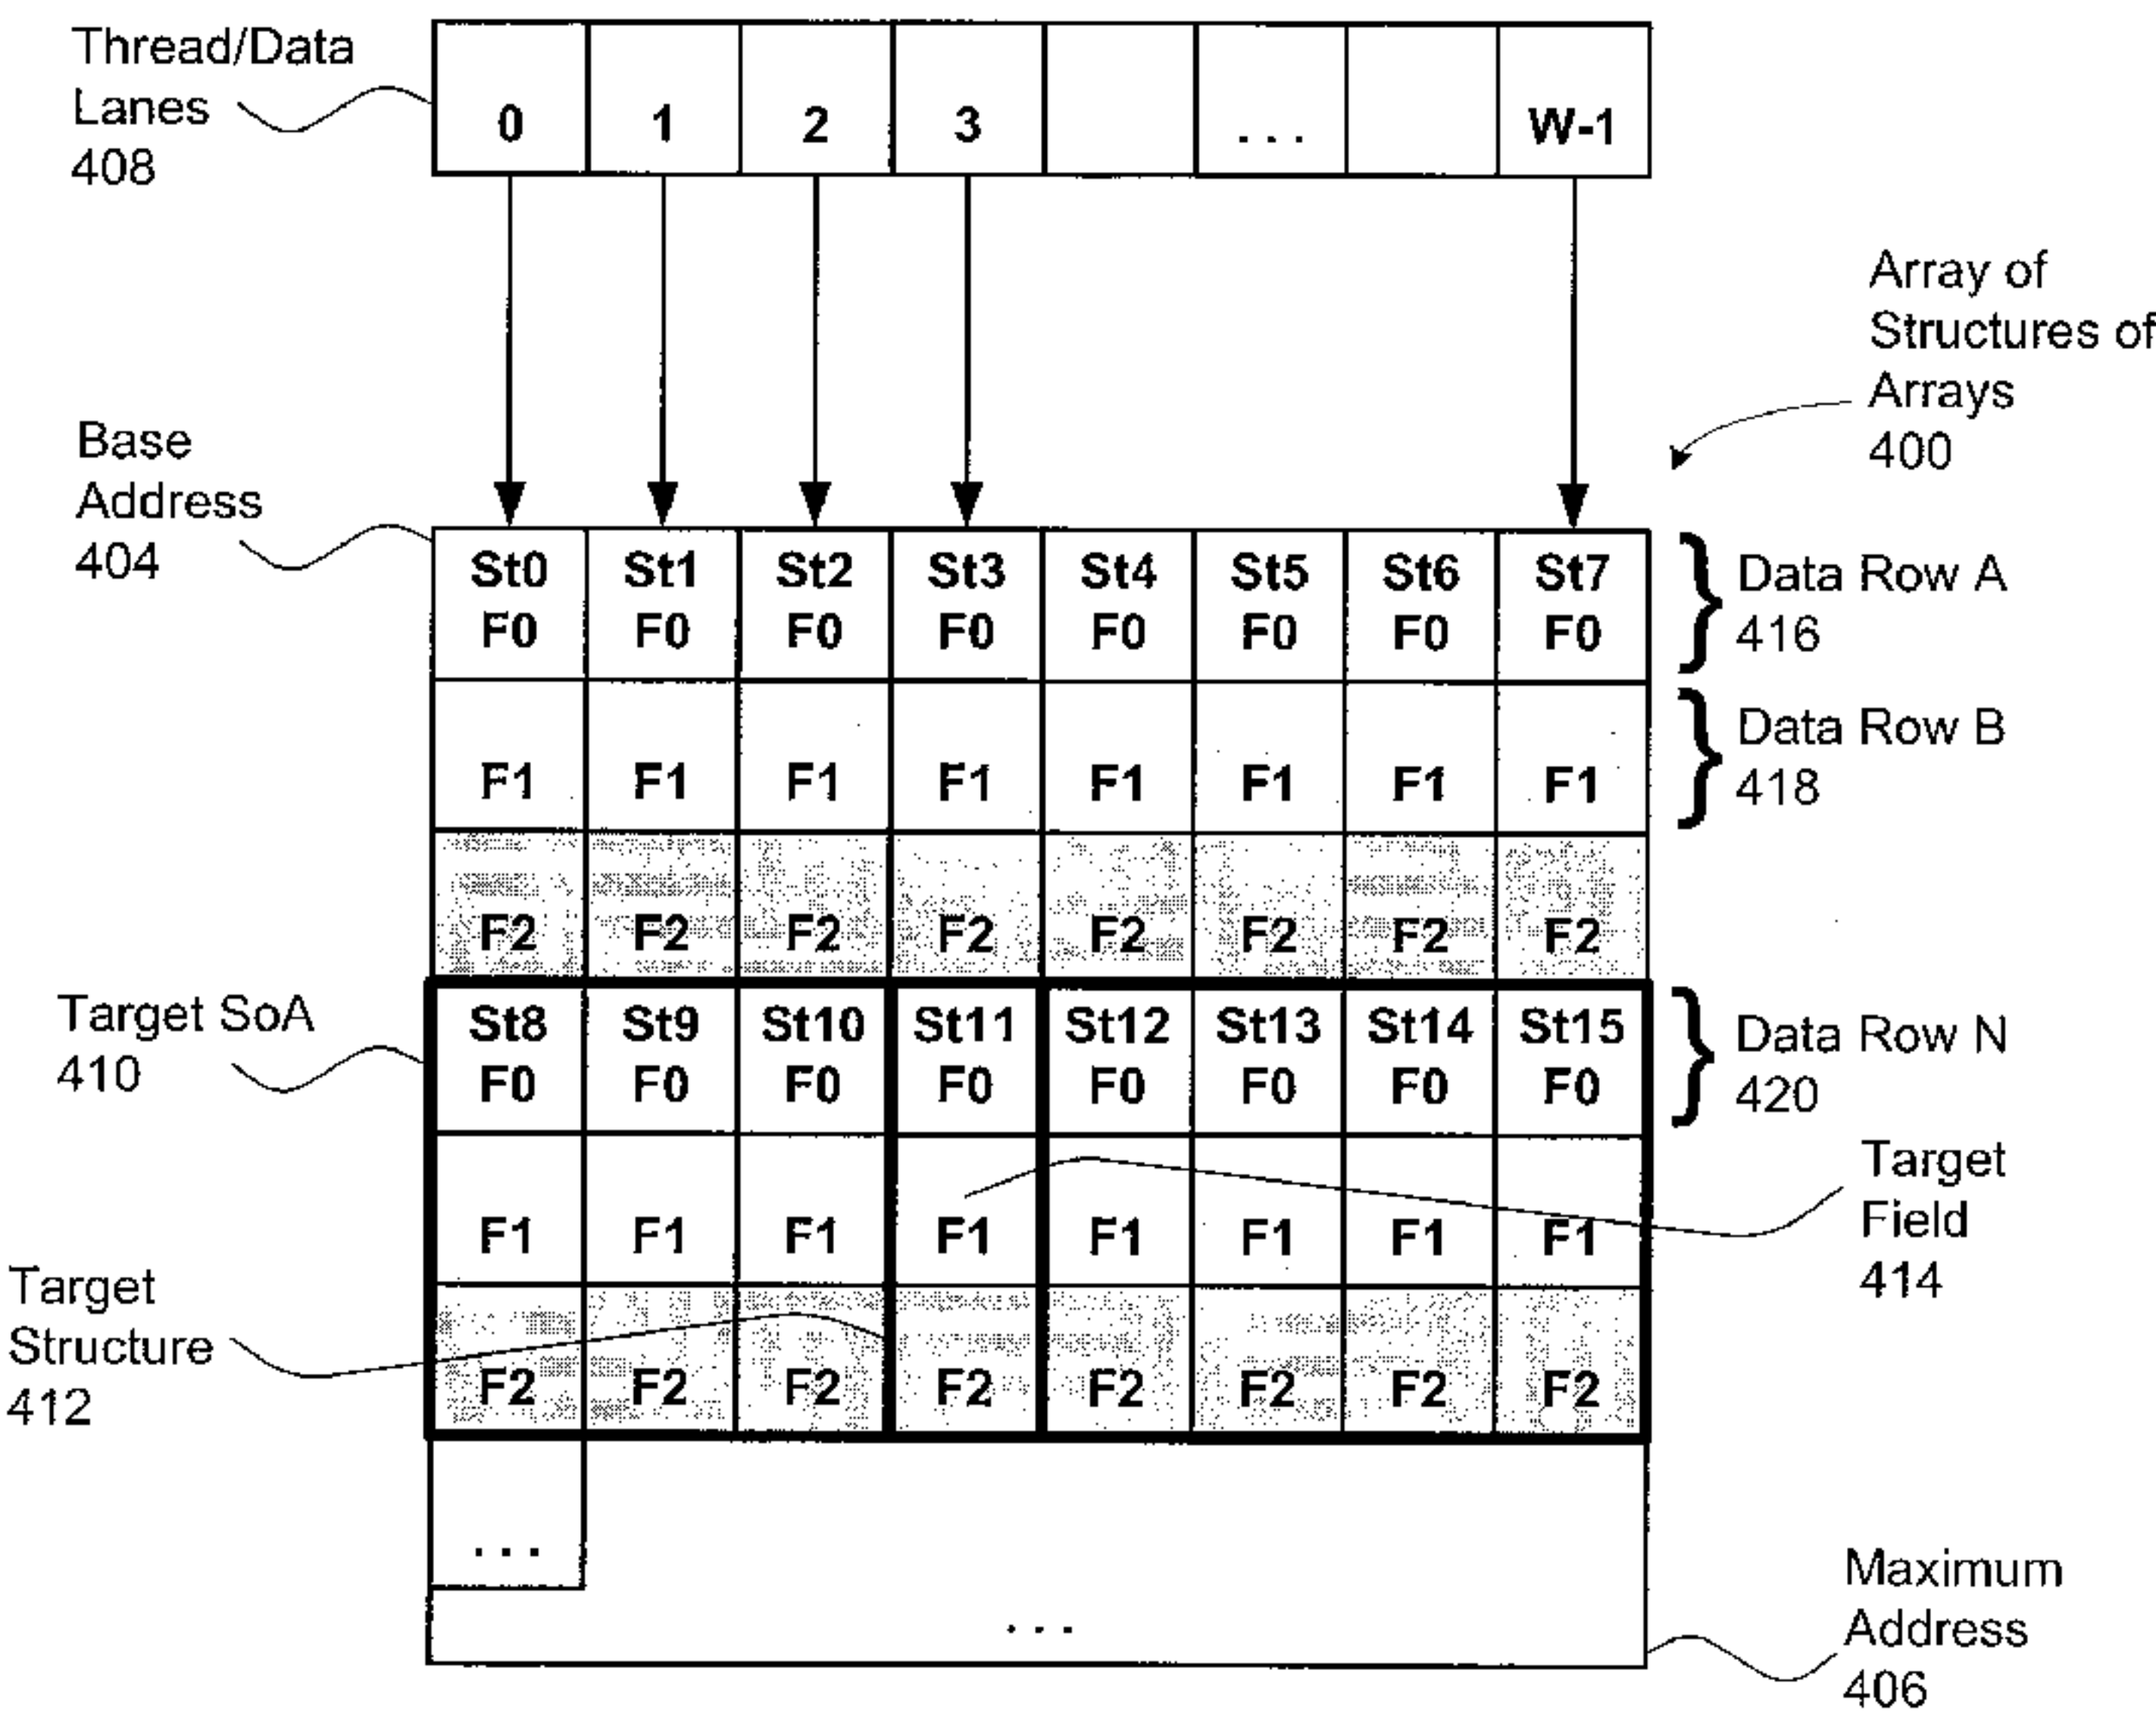 Thread/Data
Lanes
408
0 1 2 3 ... W-1
Array of
Structures of
Arrays
400
Base
Address
404
St0 St1 St2 St3 St4 St5 St6 St7
F0 F0 F0 F0 F0 F0 F0 F0
Data Row A
416
F1 F1 F1 F1 F1 F1 F1 F1
Data Row B
418
F2 F2 F2 F2 F2 F2 F2 F2
Target SoA
410
St8 St9 St10 St11 St12 St13 St14 St15
F0 F0 F0 F0 F0 F0 F0 F0
Data Row N
420
F1 F1 F1 F1 F1 F1 F1 F1
Target
Field
414
Target
Structure
412
F2 F2 F2 F2 F2 F2 F2 F2
...
...
Maximum
Address
406